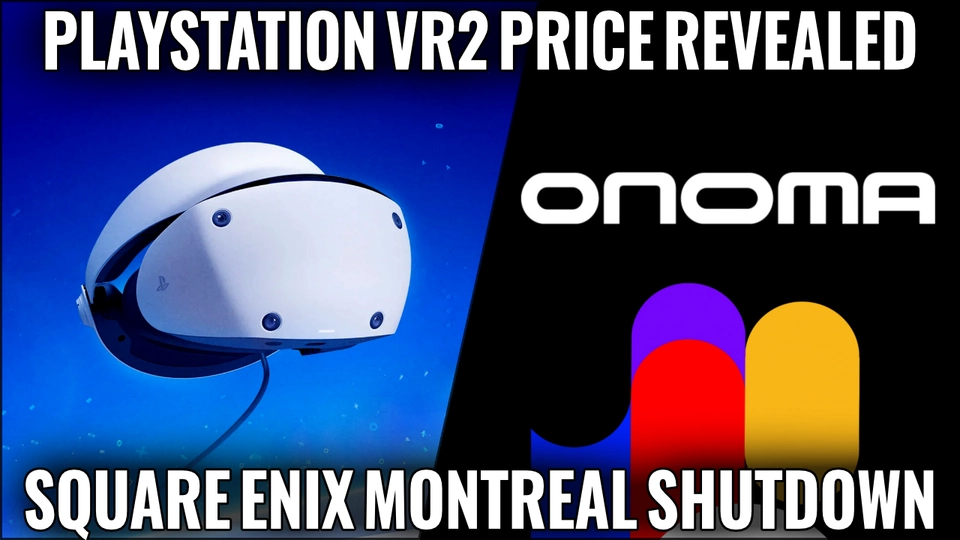 PLAYSTATION VR2 PRICE REVEALED
ONOMA
SQUARE ENIX MONTREAL SHUTDOWN